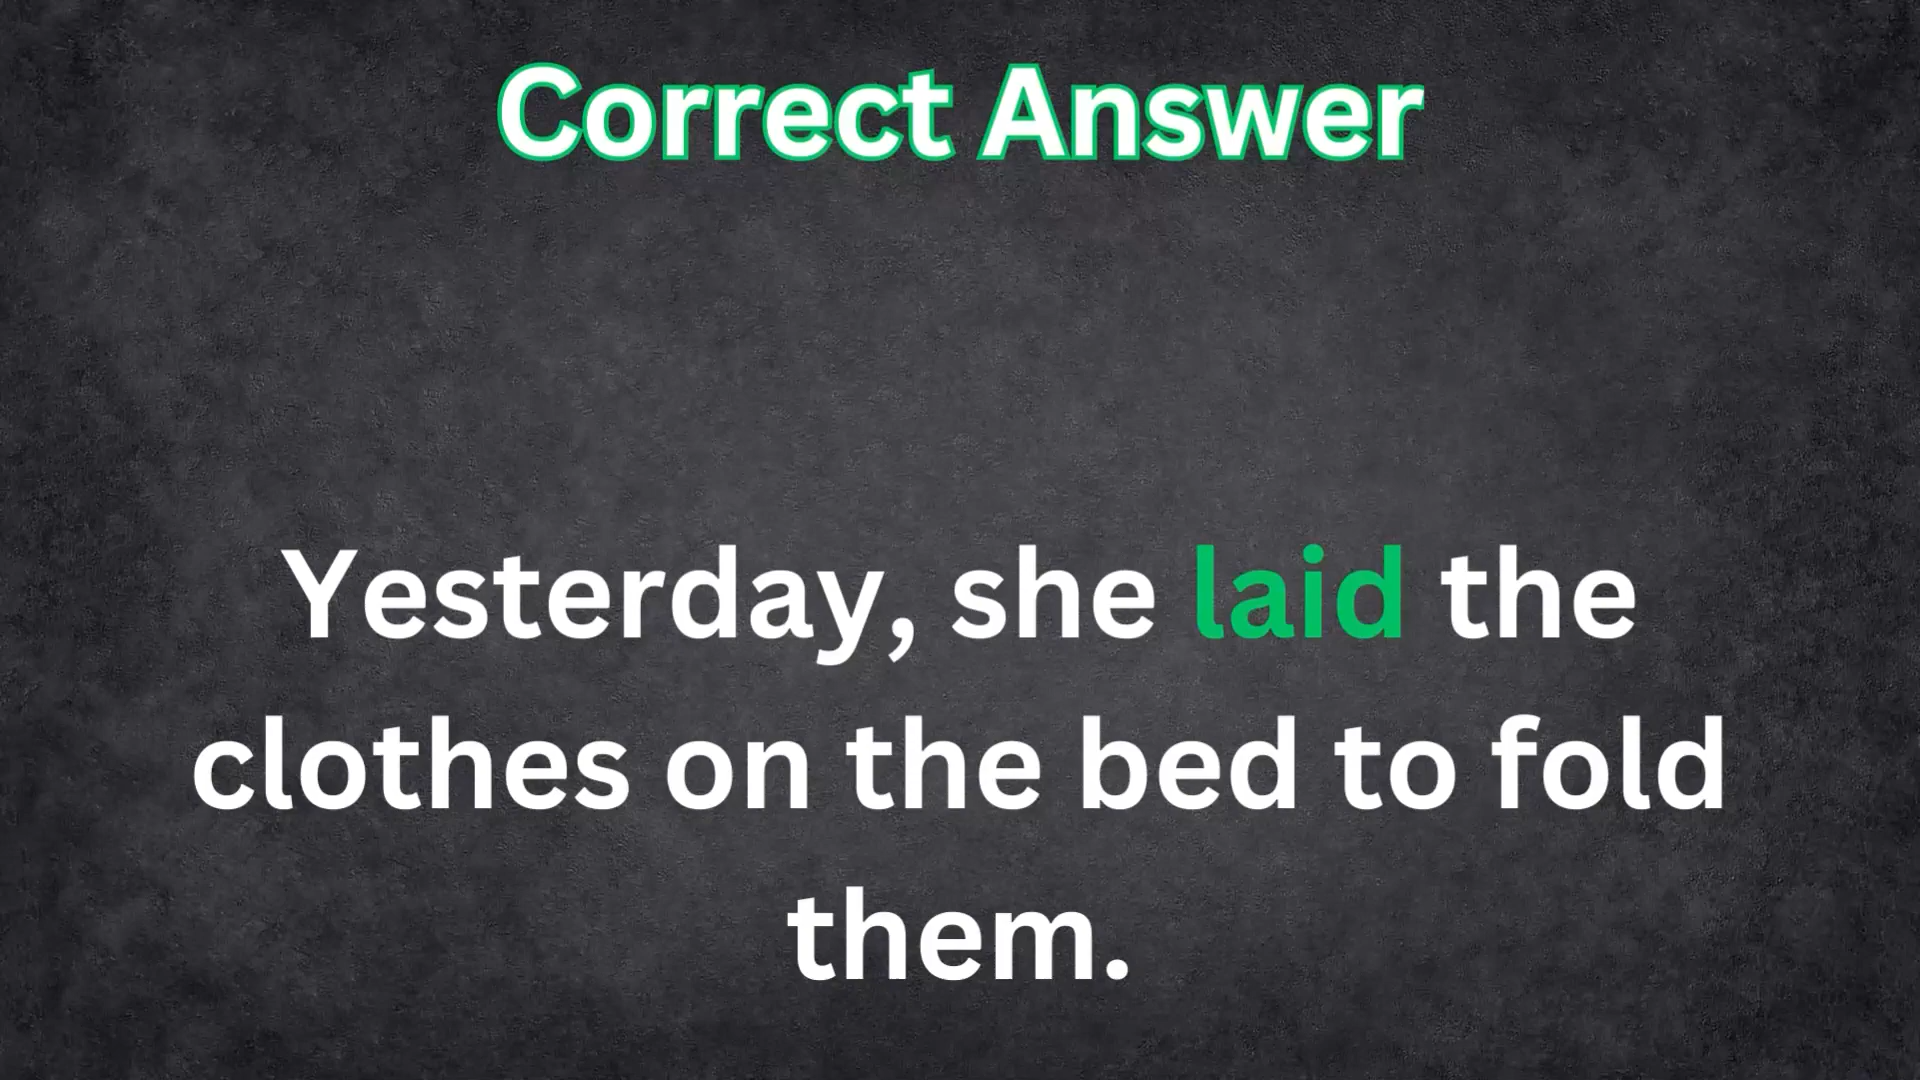 Correct Answer
Yesterday, she laid the
clothes on the bed to fold
them.